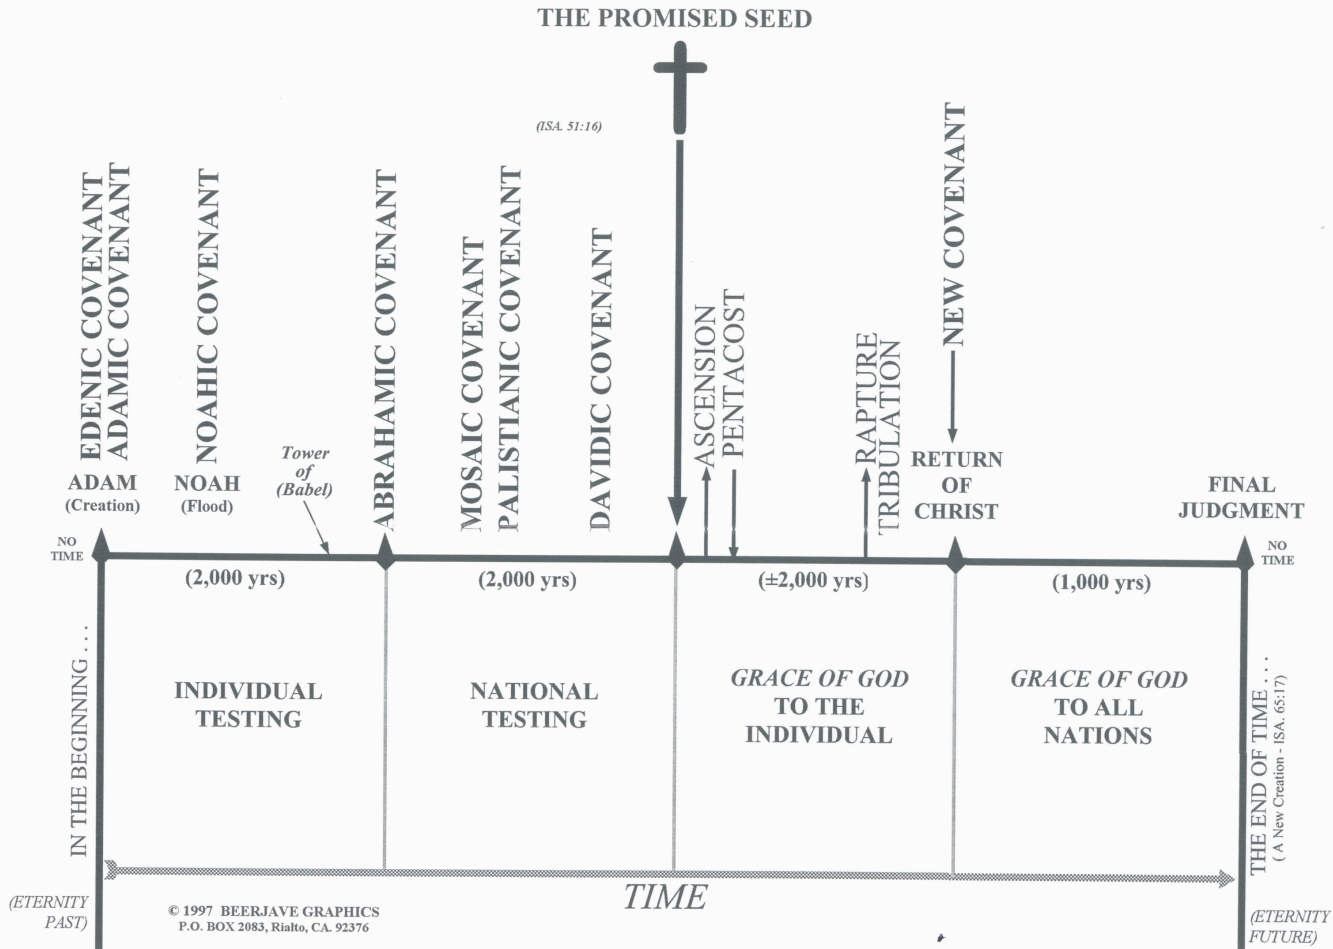 THE PROMISED SEED
(ISA. 51:16)
EDENIC COVENANT
ADAMIC COVENANT
NOAHIC COVENANT
ABRAHAMIC COVENANT
MOSAIC COVENANT
PALISTIANIC COVENANT
DAVIDIC COVENANT
ASCENSION
PENTACOST
RAPTURE
TRIBULATION
NEW COVENANT
ADAM
(Creation)
NOAH
(Flood)
Tower
of
(Babel)
RETURN
OF
CHRIST
FINAL
JUDGMENT
NO
TIME
NO
TIME
(2,000 yrs)
(2,000 yrs)
(±2,000 yrs)
(1,000 yrs)
IN THE BEGINNING . . .
INDIVIDUAL
TESTING
NATIONAL
TESTING
GRACE OF GOD
TO THE
INDIVIDUAL
GRACE OF GOD
TO ALL
NATIONS
THE END OF TIME . . . .
( A New Creation - ISA. 65:17)
TIME
(ETERNITY
PAST)
© 1997 BEERJAVE GRAPHICS
P.O. BOX 2083, Rialto, CA. 92376
(ETERNITY
FUTURE)